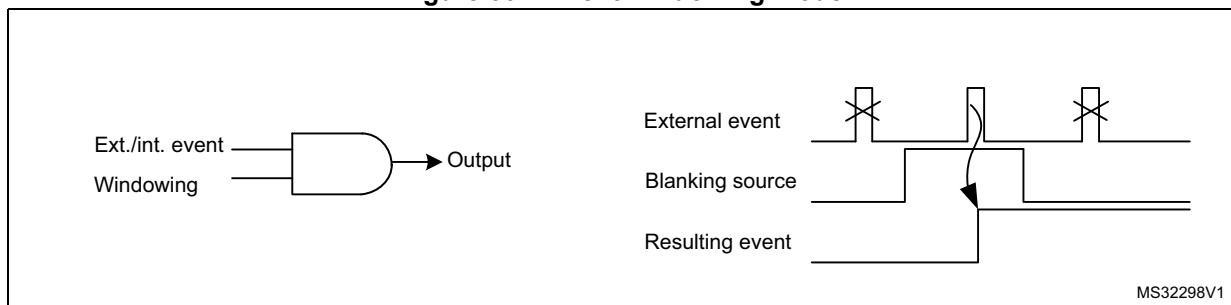 Ext./int. event
Windowing
Output
External event
Blanking source
Resulting event
MS32298V1